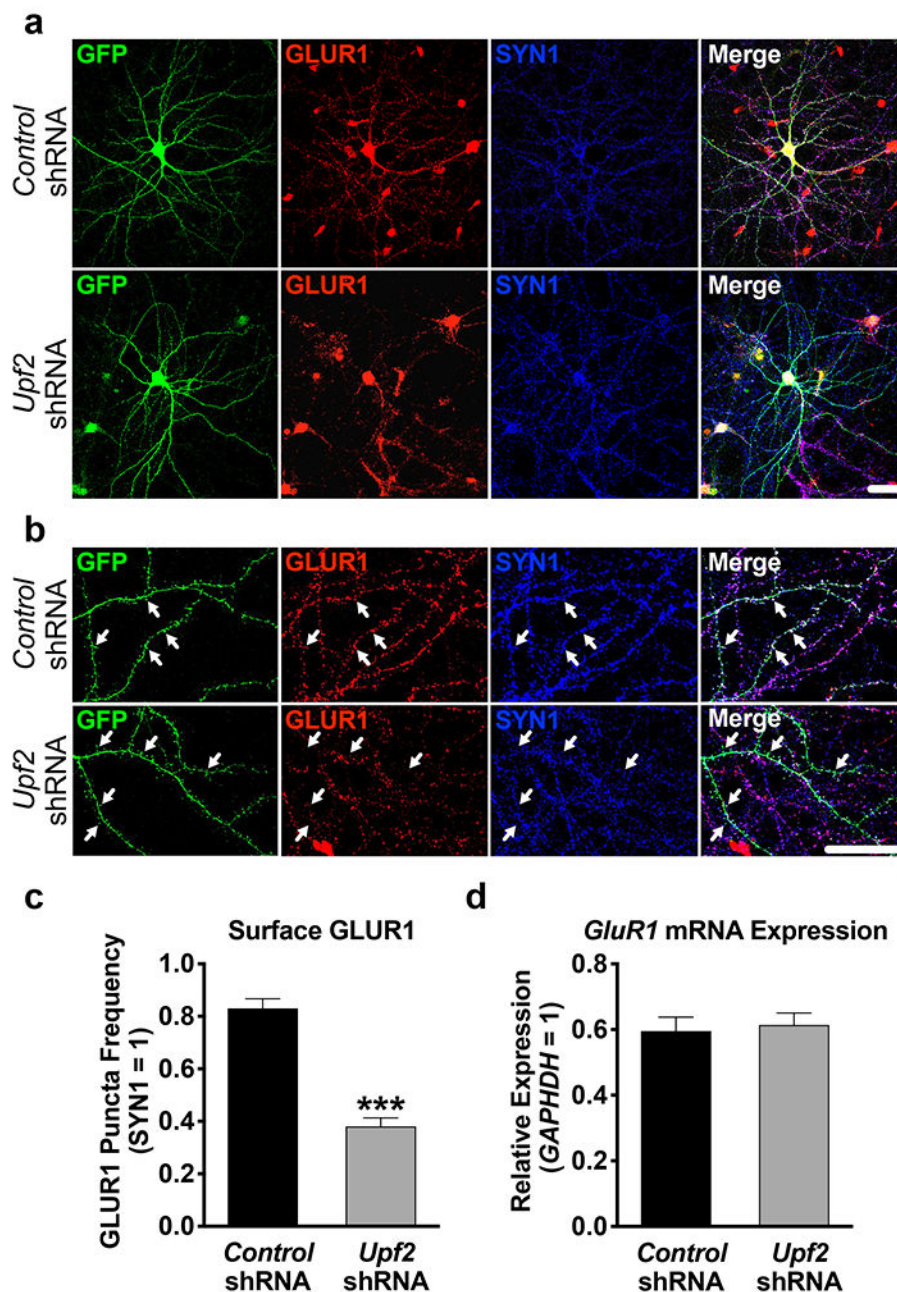 a
GFP GLUR1 SYN1 Merge
Control
shRNA
GFP GLUR1 SYN1 Merge
Upf2
shRNA
b
GFP GLUR1 SYN1 Merge
Control
shRNA
GFP GLUR1 SYN1 Merge
Upf2
shRNA
c
Surface GLUR1
GLUR1 Puncta Frequency
(SYN1 = 1)
1.0
0.8
0.6
0.4
0.2
0.0
***
Control
shRNA
Upf2
shRNA
d
GluR1 mRNA Expression
Relative Expression
(GAPHDH = 1)
0.8
0.6
0.4
0.2
0.0
Control
shRNA
Upf2
shRNA